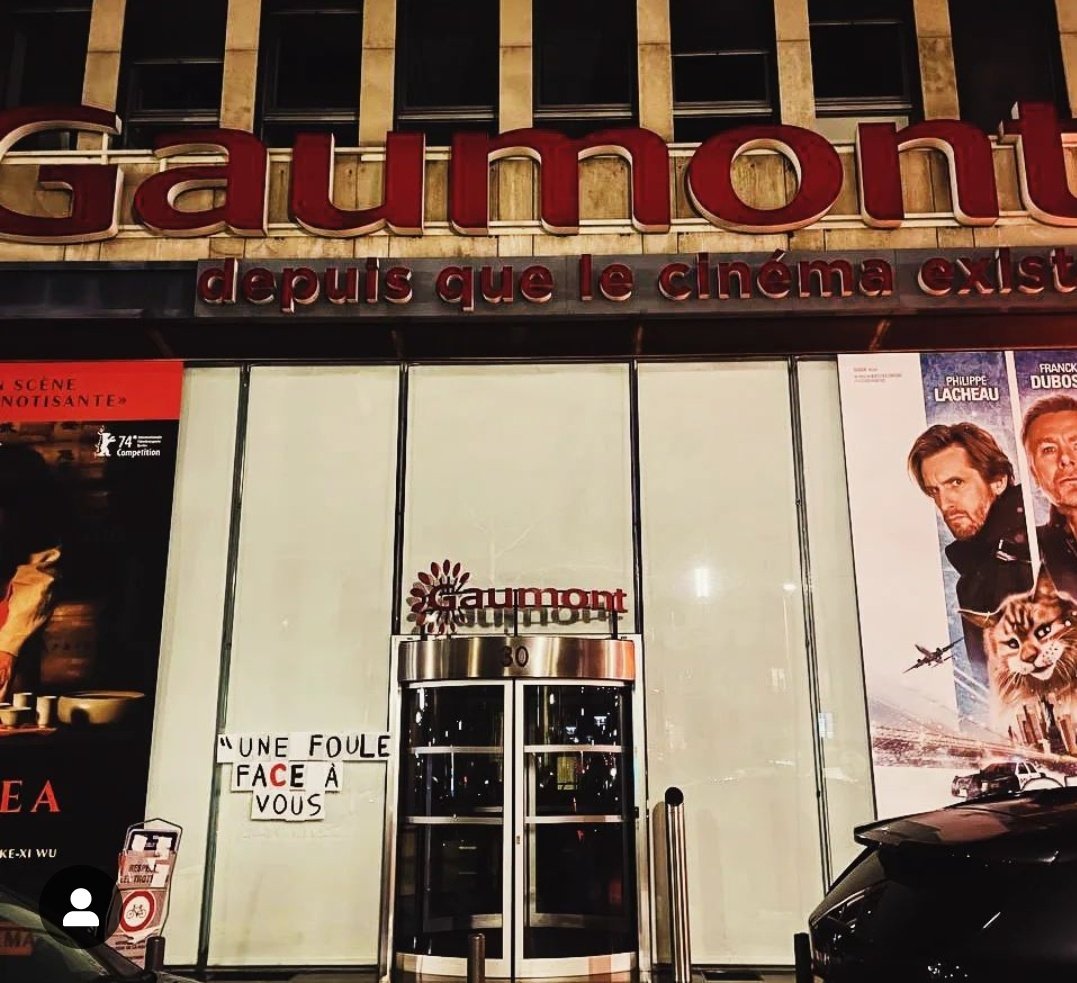 Gaumont
depuis que le cinéma exist
N SCÈNE
NOTISANTE»
74
Competition
PHILIPPE
LACHEAU
FRANCK
DUBOS
Gaumont
30
"UNE FOULE
FACE À
VOUS
EA
KE-XI WU